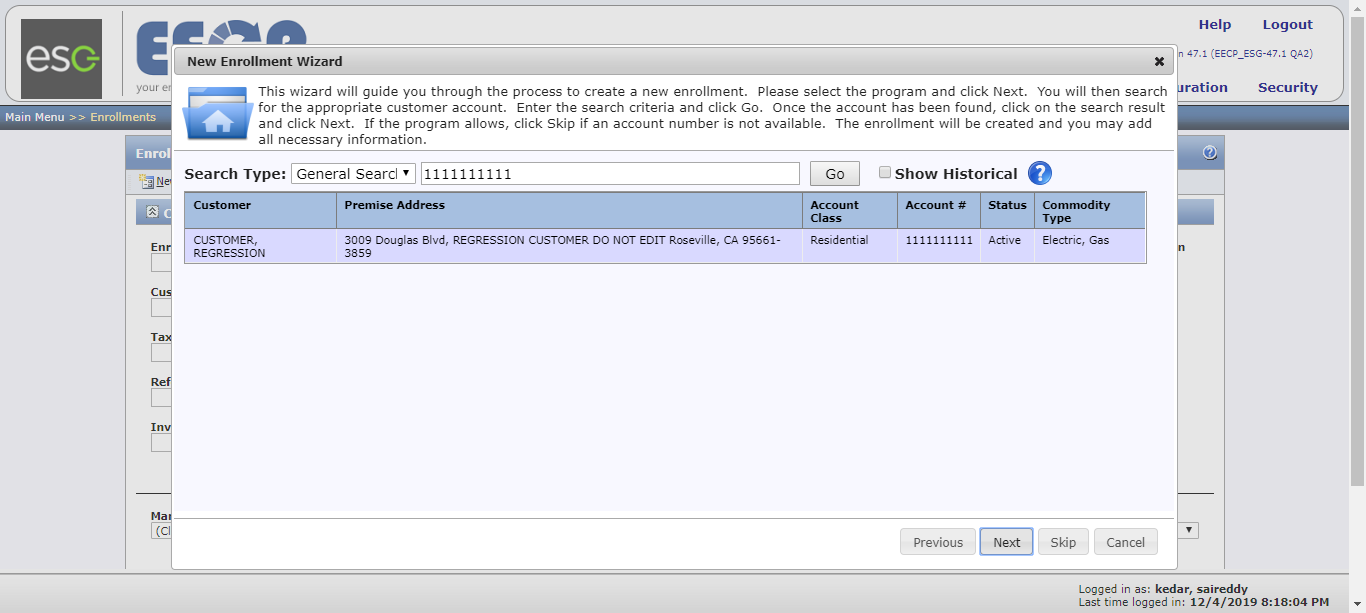 esG
Help Logout
New Enrollment Wizard
n 47.1 (EECP_ESG-47.1 QA2)
your en
uration Security
This wizard will guide you through the process to create a new enrollment. Please select the program and click Next. You will then search
for the appropriate customer account. Enter the search criteria and click Go. Once the account has been found, click on the search result
and click Next. If the program allows, click Skip if an account number is not available. The enrollment will be created and you may add
all necessary information.
Main Menu >> Enrollments
Enrol
Search Type: General Search 1111111111 Go Show Historical ?
Customer Premise Address Account Class Account # Status Commodity Type
CUSTOMER, REGRESSION 3009 Douglas Blvd, REGRESSION CUSTOMER DO NOT EDIT Roseville, CA 95661-3859 Residential 1111111111 Active Electric, Gas
Enr
Cus
Tax
Ref
Inv
Mar
(Cl
Previous Next Skip Cancel
Logged in as: kedar, saireddy
Last time logged in: 12/4/2019 8:18:04 PM